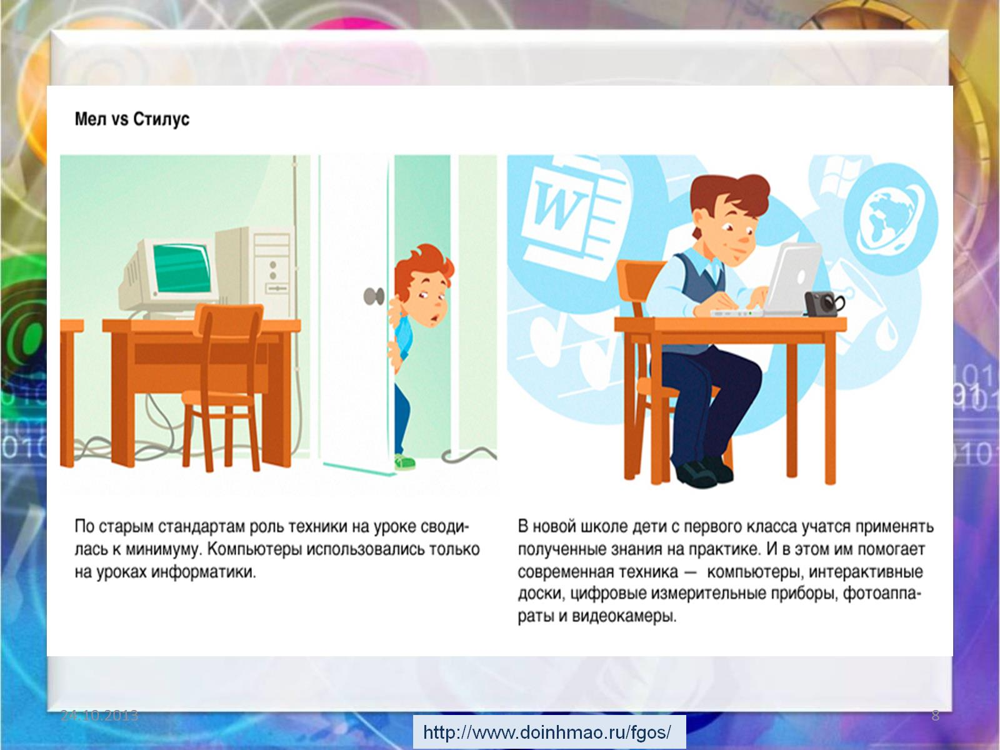 Мел vs Стилус
W
По старым стандартам роль техники на уроке своди-
лась к минимуму. Компьютеры использовались только
на уроках информатики.
В новой школе дети с первого класса учатся применять
полученные знания на практике. И в этом им помогает
современная техника — компьютеры, интерактивные
доски, цифровые измерительные приборы, фотоаппа-
раты и видеокамеры.
24.10.2013
8
http://www.doinhmao.ru/fgos/